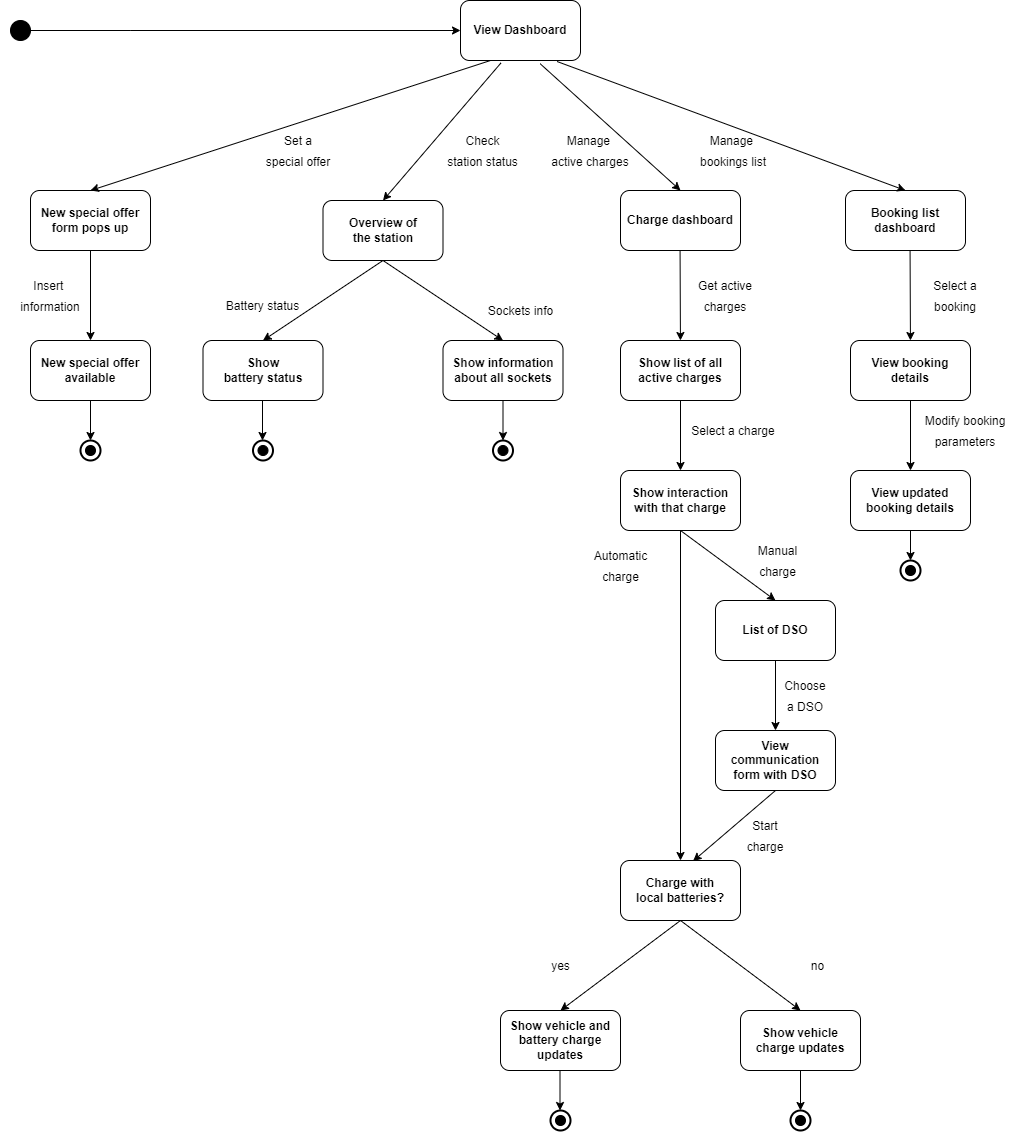 View Dashboard
Set a
special offer
Check
station status
Manage
active charges
Manage
bookings list
New special offer
form pops up
Overview of
the station
Charge dashboard
Booking list
dashboard
Insert
information
Battery status
Sockets info
Get active
charges
Select a
booking
New special offer
available
Show
battery status
Show information
about all sockets
Show list of all
active charges
View booking
details
Select a charge
Modify booking
parameters
Show interaction
with that charge
View updated
booking details
Automatic
charge
Manual
charge
List of DSO
Choose
a DSO
View
communication
form with DSO
Start
charge
Charge with
local batteries?
yes
no
Show vehicle and
battery charge
updates
Show vehicle
charge updates